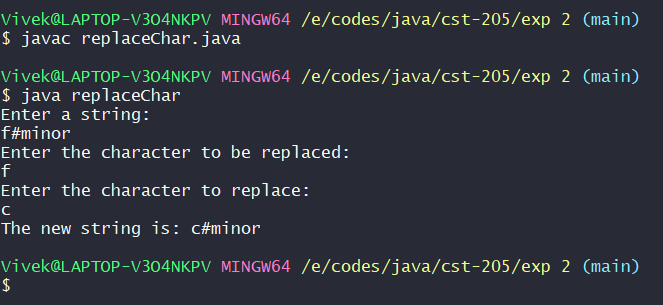 Vivek@LAPTOP-V3O4NKPV MINGW64 /e/codes/java/cst-205/exp 2 (main)
$ javac replaceChar.java
Vivek@LAPTOP-V3O4NKPV MINGW64 /e/codes/java/cst-205/exp 2 (main)
$ java replaceChar
Enter a string:
f#minor
Enter the character to be replaced:
f
Enter the character to replace:
c
The new string is: c#minor
Vivek@LAPTOP-V3O4NKPV MINGW64 /e/codes/java/cst-205/exp 2 (main)
$